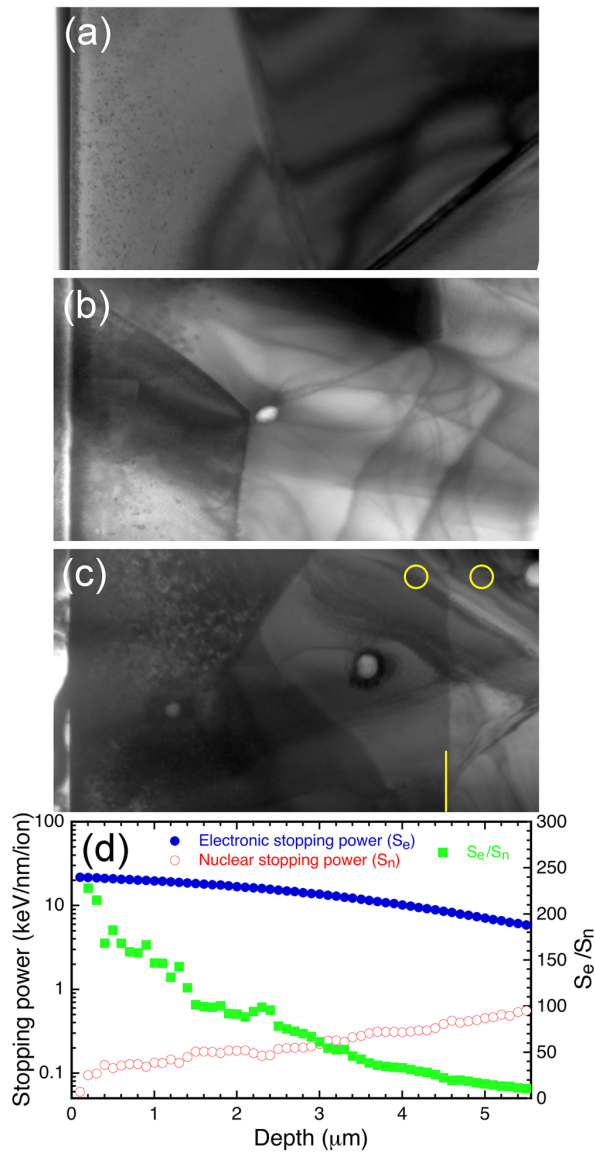 (a)
(b)
(c)
(d)
Electronic stopping power (Se)
Nuclear stopping power (Sn)
Se/Sn
Stopping power (keV/nm/ion)
100
10
1
0.1
Se/Sn
300
250
200
150
100
50
0
0
1
2
3
4
5
Depth (μm)